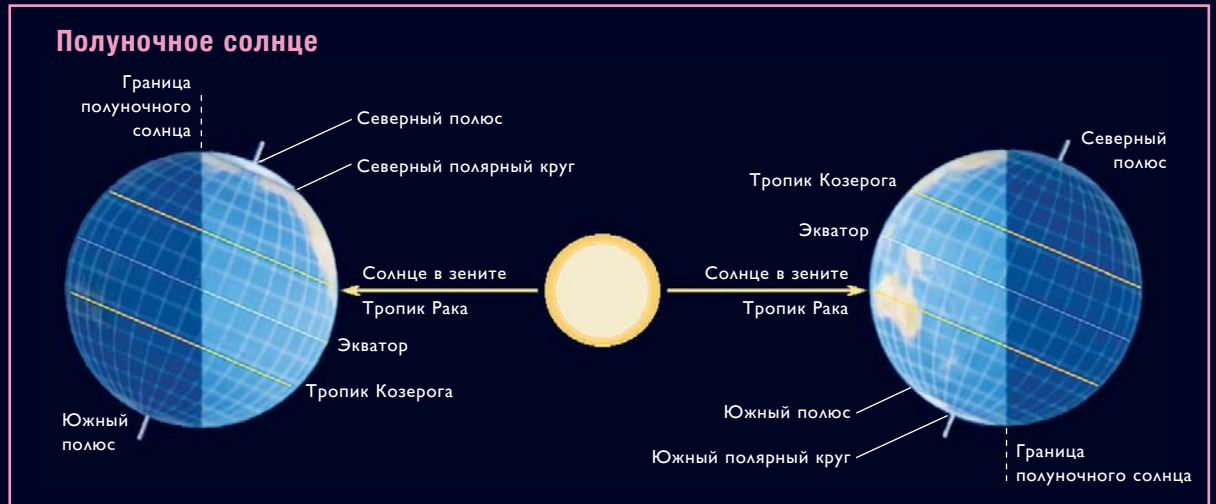 Полуночное солнце
Граница
полуночного
солнца
Северный полюс
Северный полярный круг
Солнце в зените
Тропик Рака
Экватор
Тропик Козерога
Южный
полюс
Северный
полюс
Тропик Козерога
Экватор
Солнце в зените
Тропик Рака
Южный полюс
Южный полярный круг
Граница
полуночного солнца